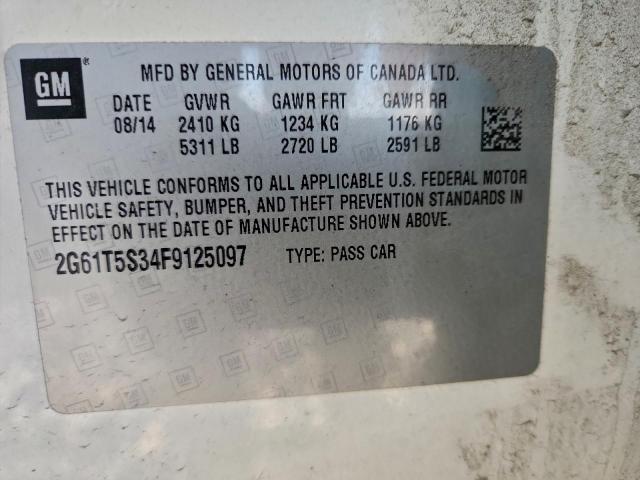 GM ®
MFD BY GENERAL MOTORS OF CANADA LTD.
DATE GVWR GAWR FRT GAWR RR
08/14 2410 KG 1234 KG 1176 KG
5311 LB 2720 LB 2591 LB
THIS VEHICLE CONFORMS TO ALL APPLICABLE U.S. FEDERAL MOTOR
VEHICLE SAFETY, BUMPER, AND THEFT PREVENTION STANDARDS IN
EFFECT ON THE DATE OF MANUFACTURE SHOWN ABOVE.
2G61T5S34F9125097 TYPE: PASS CAR